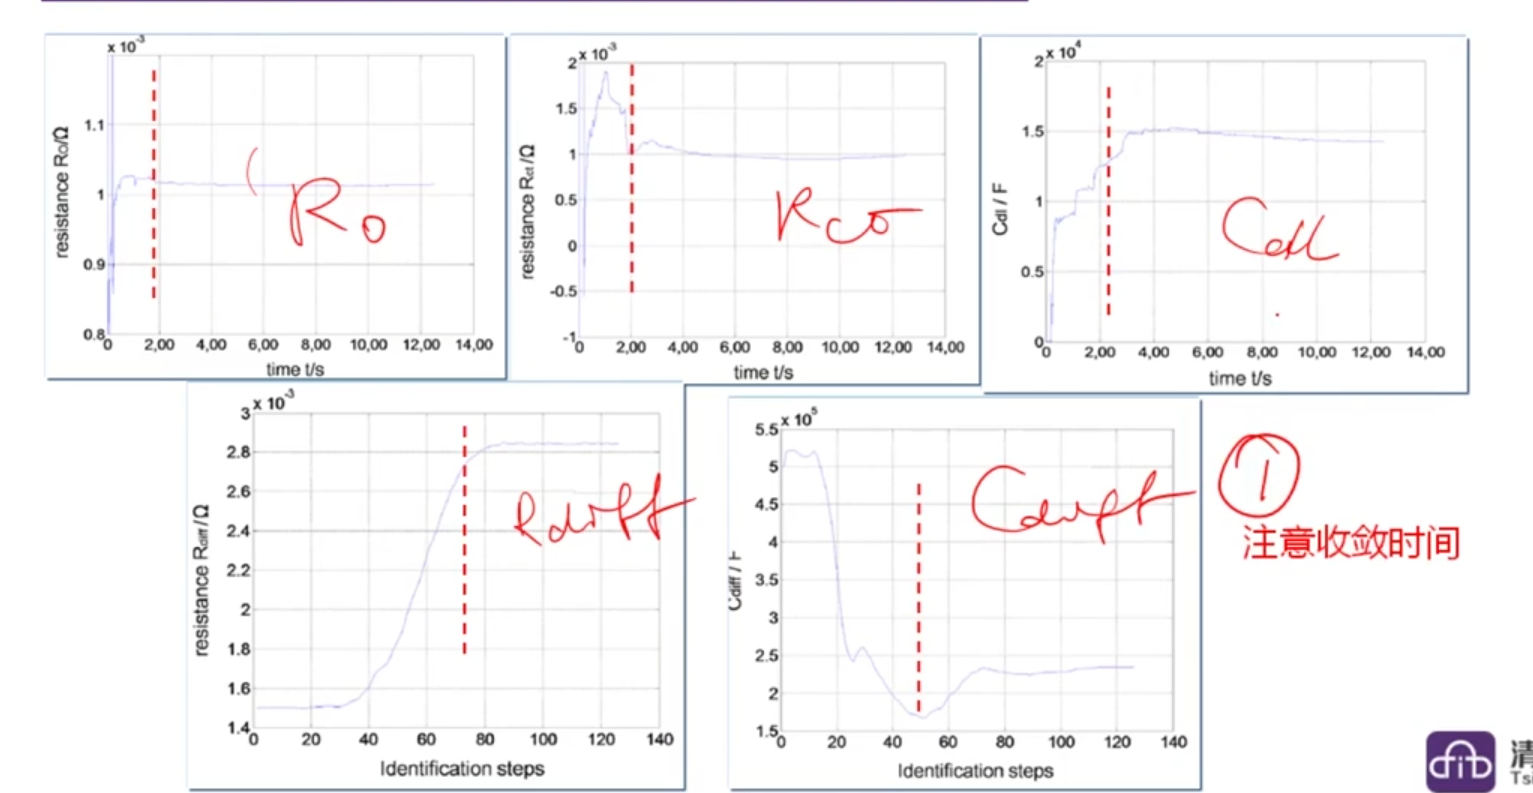 x 10⁻³
resistance Ro/Ω
1.1
1
0.9
0.8
0 2,00 4,00 6,00 8,00 10,00 12,00 14,00
time t/s
Ro
x 10⁻³
resistance Rct /Ω
2
1.5
1
0.5
0
-0.5
-1
0 2,00 4,00 6,00 8,00 10,00 12,00 14,00
time t/s
Rct
x 10⁴
Cdl / F
2
1.5
1
0.5
0
0 2,00 4,00 6,00 8,00 10,00 12,00 14,00
time t/s
Cdl
x 10⁻³
resistance Rdiff /Ω
3
2.8
2.6
2.4
2.2
2
1.8
1.6
1.4
0 20 40 60 80 100 120 140
Identification steps
Rdiff
x 10⁵
Cdiff / F
5.5
5
4.5
4
3.5
3
2.5
2
1.5
0 20 40 60 80 100 120 140
Identification steps
Cdiff
①
注意收敛时间
清
Ts